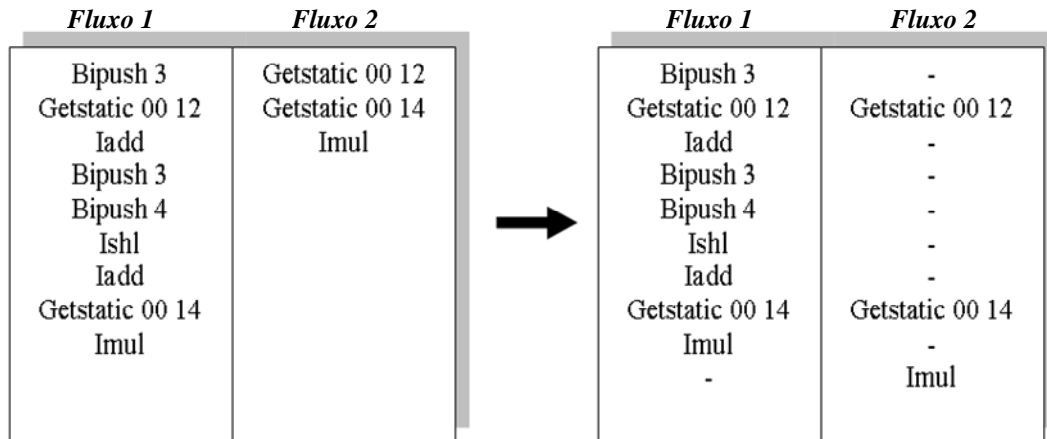 Fluxo 1 Fluxo 2
Bipush 3 Getstatic 00 12
Getstatic 00 12 Getstatic 00 14
Iadd Imul
Bipush 3
Bipush 4
Ishl
Iadd
Getstatic 00 14
Imul
Fluxo 1 Fluxo 2
Bipush 3 -
Getstatic 00 12 Getstatic 00 12
Iadd -
Bipush 3 -
Bipush 4 -
Ishl -
Iadd -
Getstatic 00 14 Getstatic 00 14
Imul -
- Imul